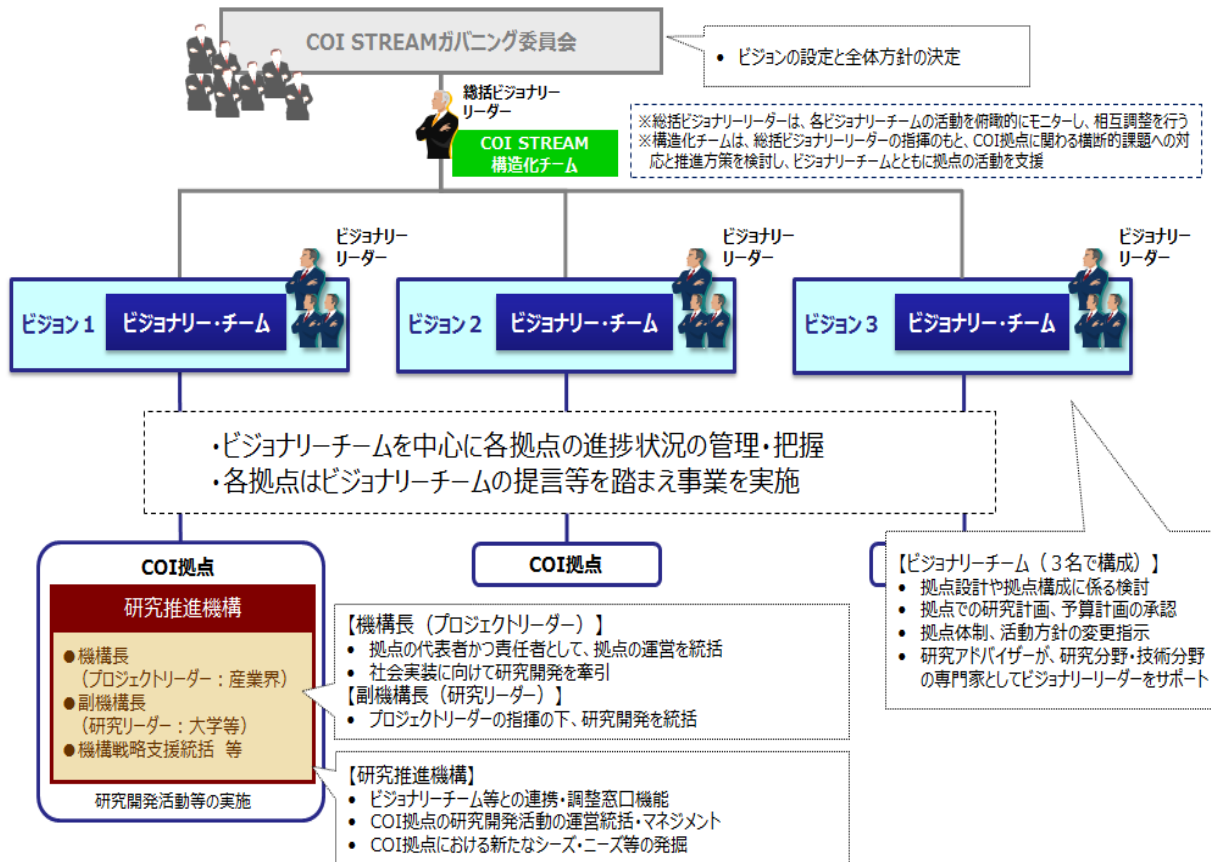 COI STREAMガバニング委員会
• ビジョンの設定と全体方針の決定
総括ビジョナリー
リーダー
COI STREAM
構造化チーム
※総括ビジョナリーリーダーは、各ビジョナリーチームの活動を俯瞰的にモニターし、相互調整を行う
※構造化チームは、総括ビジョナリーリーダーの指揮のもと、COI拠点に関わる横断的課題への対
応と推進方策を検討し、ビジョナリーチームとともに拠点の活動を支援
ビジョナリー
リーダー
ビジョナリー
リーダー
ビジョナリー
リーダー
ビジョン1
ビジョナリー・チーム
ビジョン2
ビジョナリー・チーム
ビジョン3
ビジョナリー・チーム
・ビジョナリーチームを中心に各拠点の進捗状況の管理・把握
・各拠点はビジョナリーチームの提言等を踏まえ事業を実施
COI拠点
研究推進機構
●機構長
(プロジェクトリーダー:産業界)
●副機構長
(研究リーダー:大学等)
●機構戦略支援統括 等
研究開発活動等の実施
COI拠点
【機構長(プロジェクトリーダー)】
• 拠点の代表者かつ責任者として、拠点の運営を統括
• 社会実装に向けて研究開発を牽引
【副機構長(研究リーダー)】
• プロジェクトリーダーの指揮の下、研究開発を統括
【研究推進機構】
• ビジョナリーチーム等との連携・調整窓口機能
• COI拠点の研究開発活動の運営統括・マネジメント
• COI拠点における新たなシーズ・ニーズ等の発掘
【ビジョナリーチーム(3名で構成)】
• 拠点設計や拠点構成に係る検討
• 拠点での研究計画、予算計画の承認
• 拠点体制、活動方針の変更指示
• 研究アドバイザーが、研究分野・技術分野
の専門家としてビジョナリーリーダーをサポート